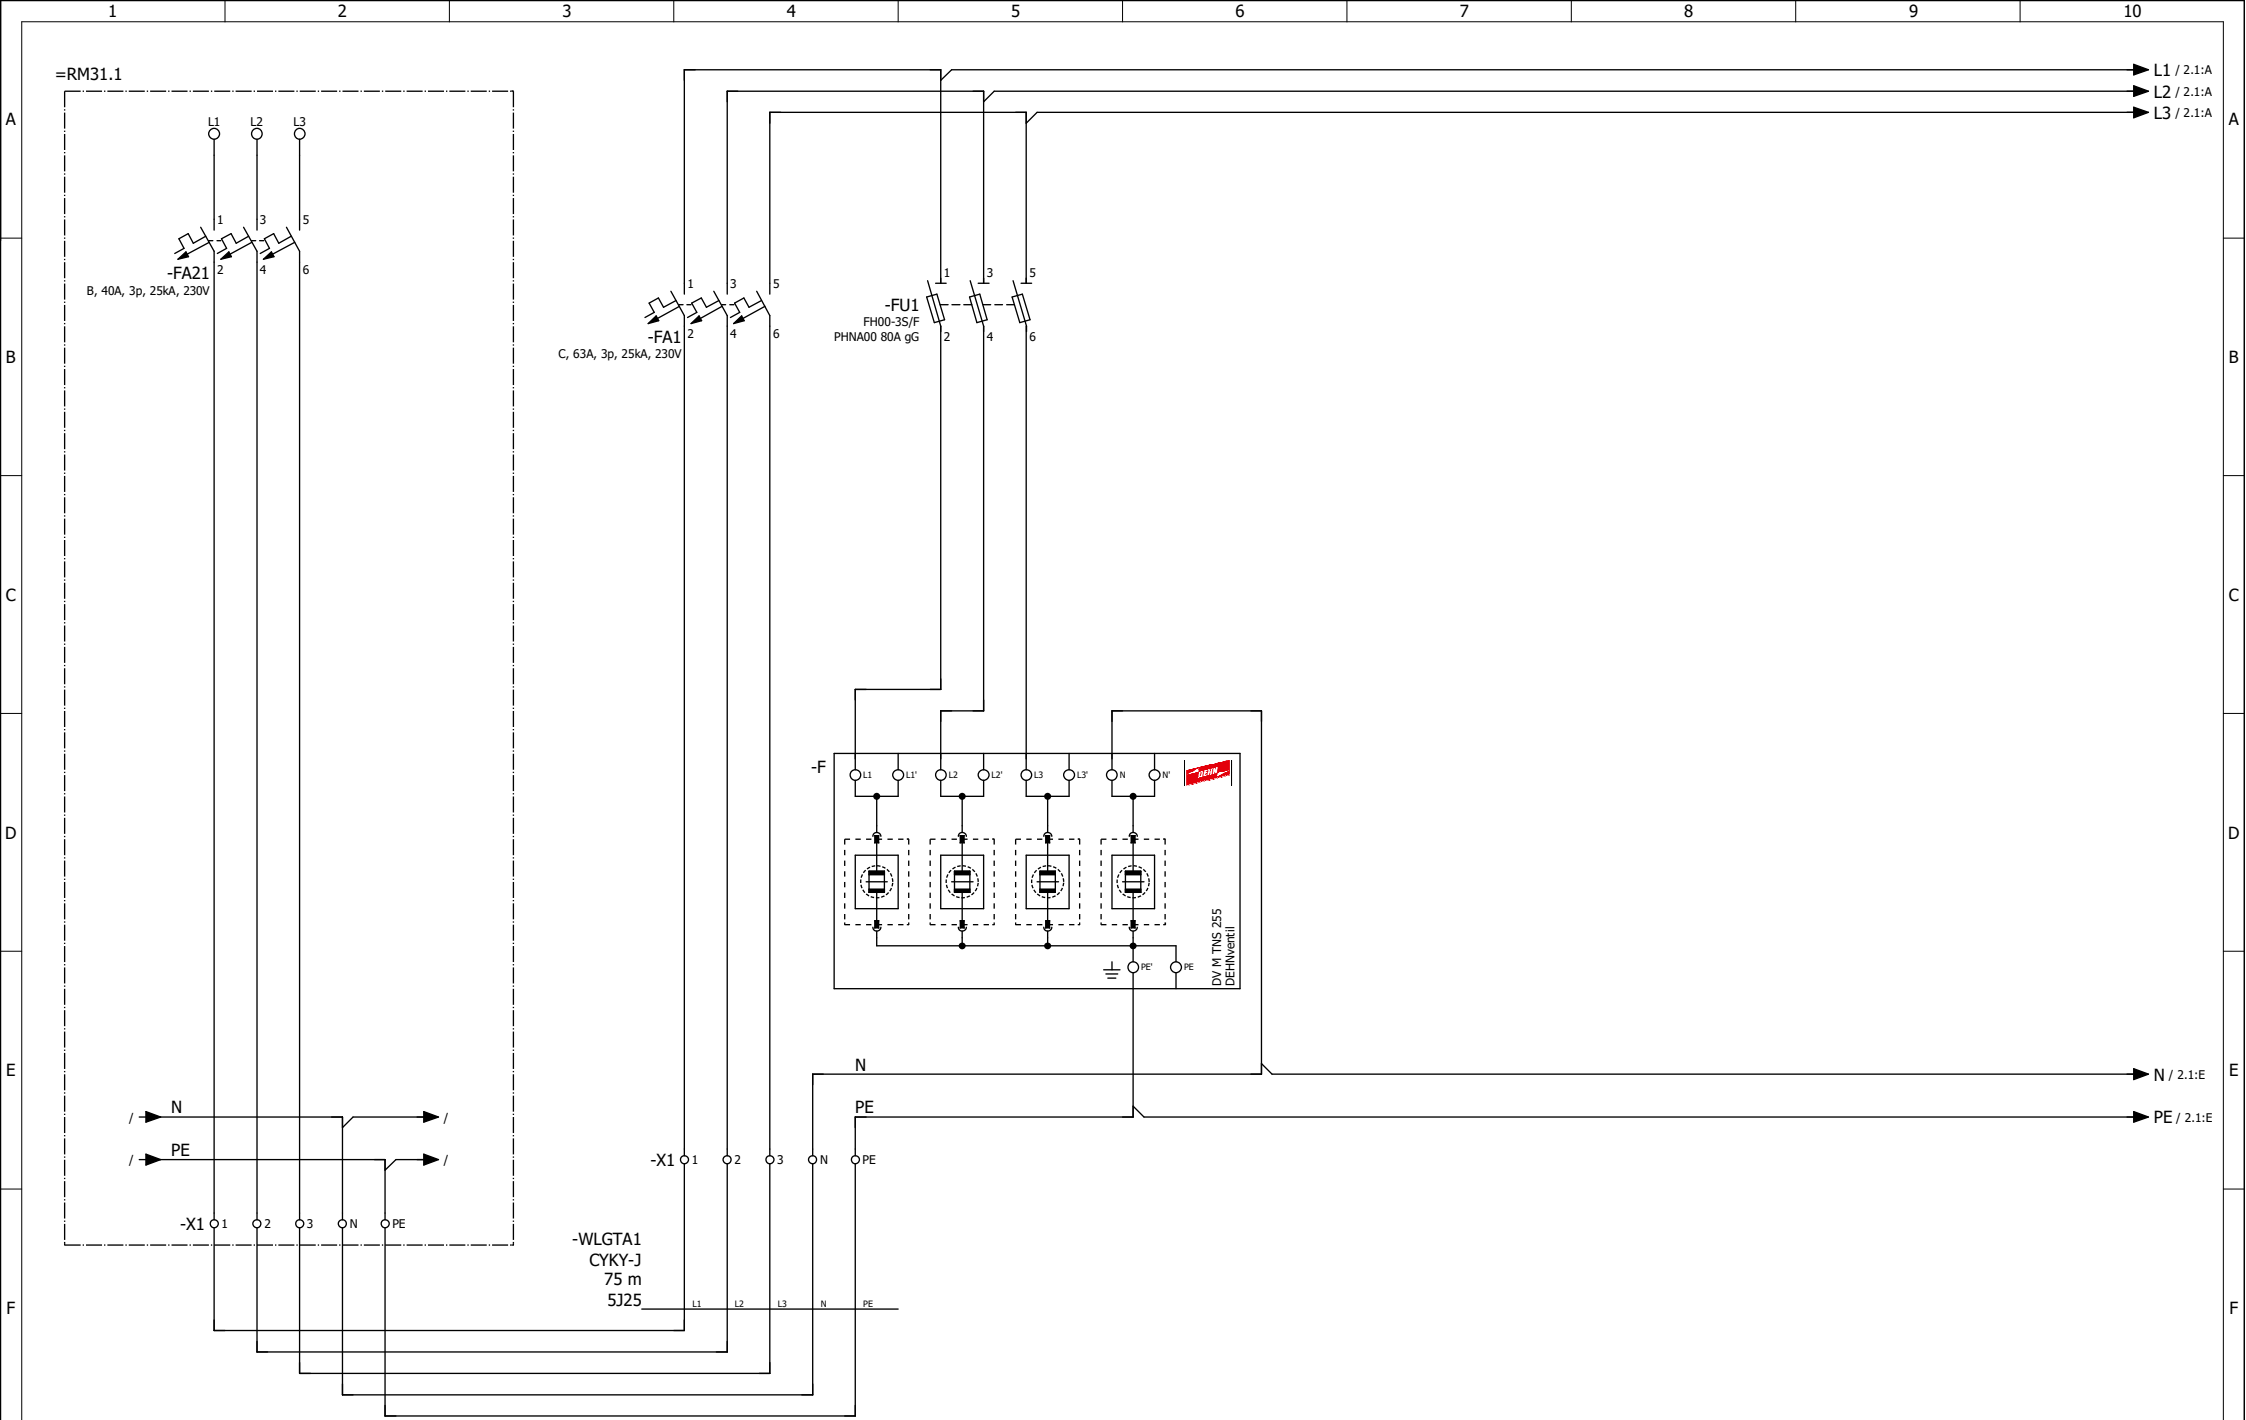 1 2 3 4 5 6 7 8 9 10
=RM31.1
L1 / 2.1:A
L2 / 2.1:A
L3 / 2.1:A
A A
L1 L2 L3
1 3 5
-FA21 2 4 6
B, 40A, 3p, 25kA, 230V
1 3 5
-FA1 2 4 6
C, 63A, 3p, 25kA, 230V
1 3 5
-FU1
FH00-3S/F
PHNA00 80A gG 2 4 6
B B
C C
-F L1 L1' L2 L2' L3 L3' N N' DEHN
D D
DV M TNS 255
DEHNventil
PE' PE
N
N / 2.1:E
E E
/ N /
PE
PE / 2.1:E
/ PE /
-X1 1 2 3 N PE
-X1 1 2 3 N PE
-WLGTA1
CYKY-J
75 m
5J25
L1 L2 L3 N PE
F F